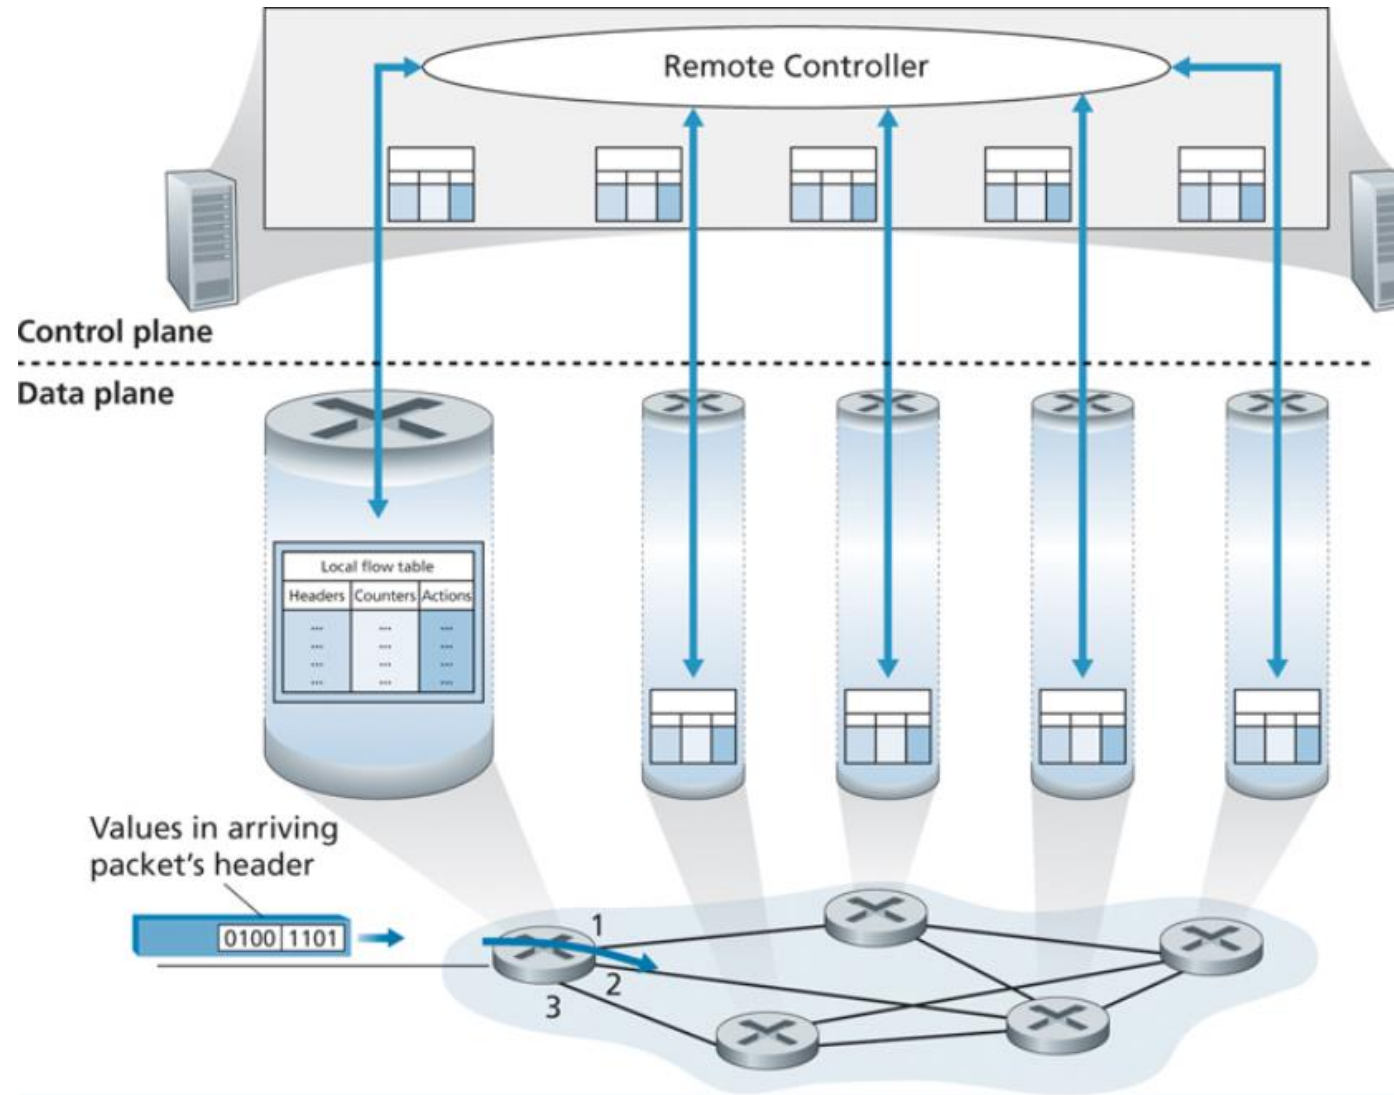 Remote Controller
Control plane
Data plane
Local flow table
Headers Counters Actions
... ... ...
... ... ...
... ... ...
... ... ...
Values in arriving
packet's header
0100 1101
1
2
3